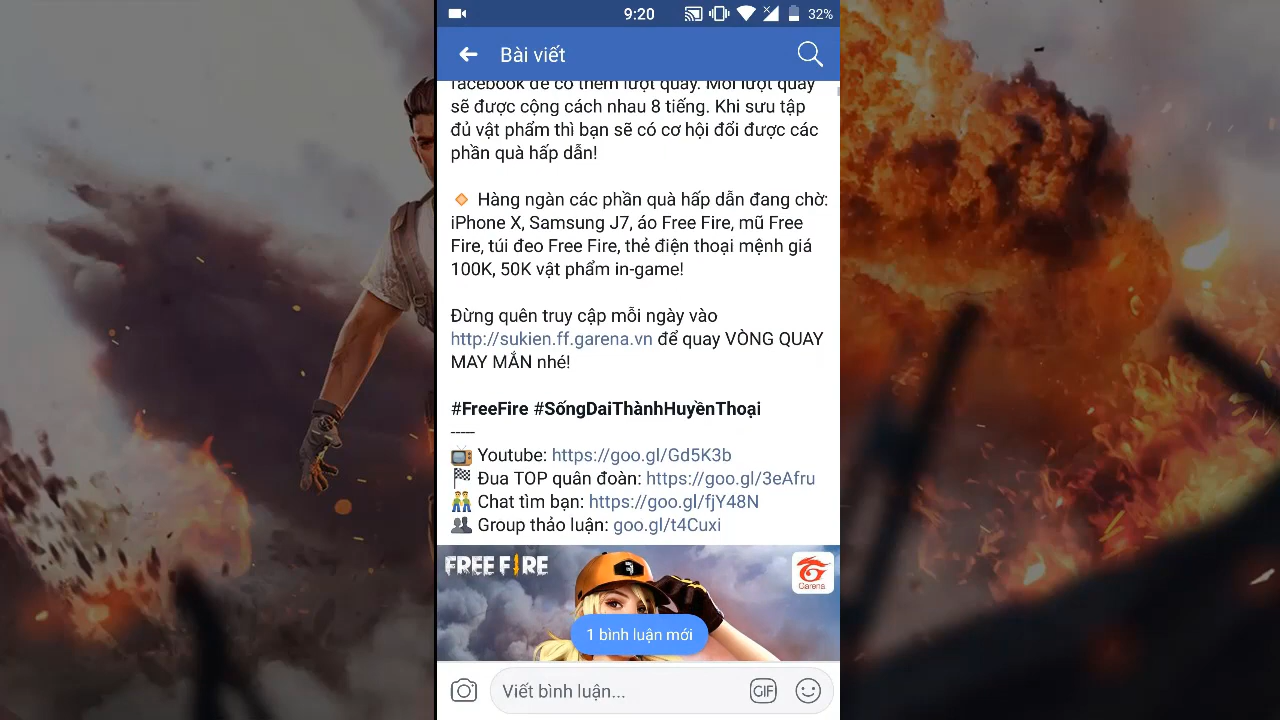 9:20
32%
Bài viết
facebook để có thêm lượt quay. Mỗi lượt quay
sẽ được cộng cách nhau 8 tiếng. Khi sưu tập
đủ vật phẩm thì bạn sẽ có cơ hội đổi được các
phần quà hấp dẫn!
Hàng ngàn các phần quà hấp dẫn đang chờ:
iPhone X, Samsung J7, áo Free Fire, mũ Free
Fire, túi đeo Free Fire, thẻ điện thoại mệnh giá
100K, 50K vật phẩm in-game!
Đừng quên truy cập mỗi ngày vào
http://sukien.ff.garena.vn để quay VÒNG QUAY
MAY MẮN nhé!
#FreeFire #SốngDaiThànhHuyềnThoại
-----
Youtube: https://goo.gl/Gd5K3b
Đua TOP quân đoàn: https://goo.gl/3eAfru
Chat tìm bạn: https://goo.gl/fjY48N
Group thảo luận: goo.gl/t4Cuxi
FREE FIRE
Garena
1 bình luận mới
Viết bình luận...
GIF